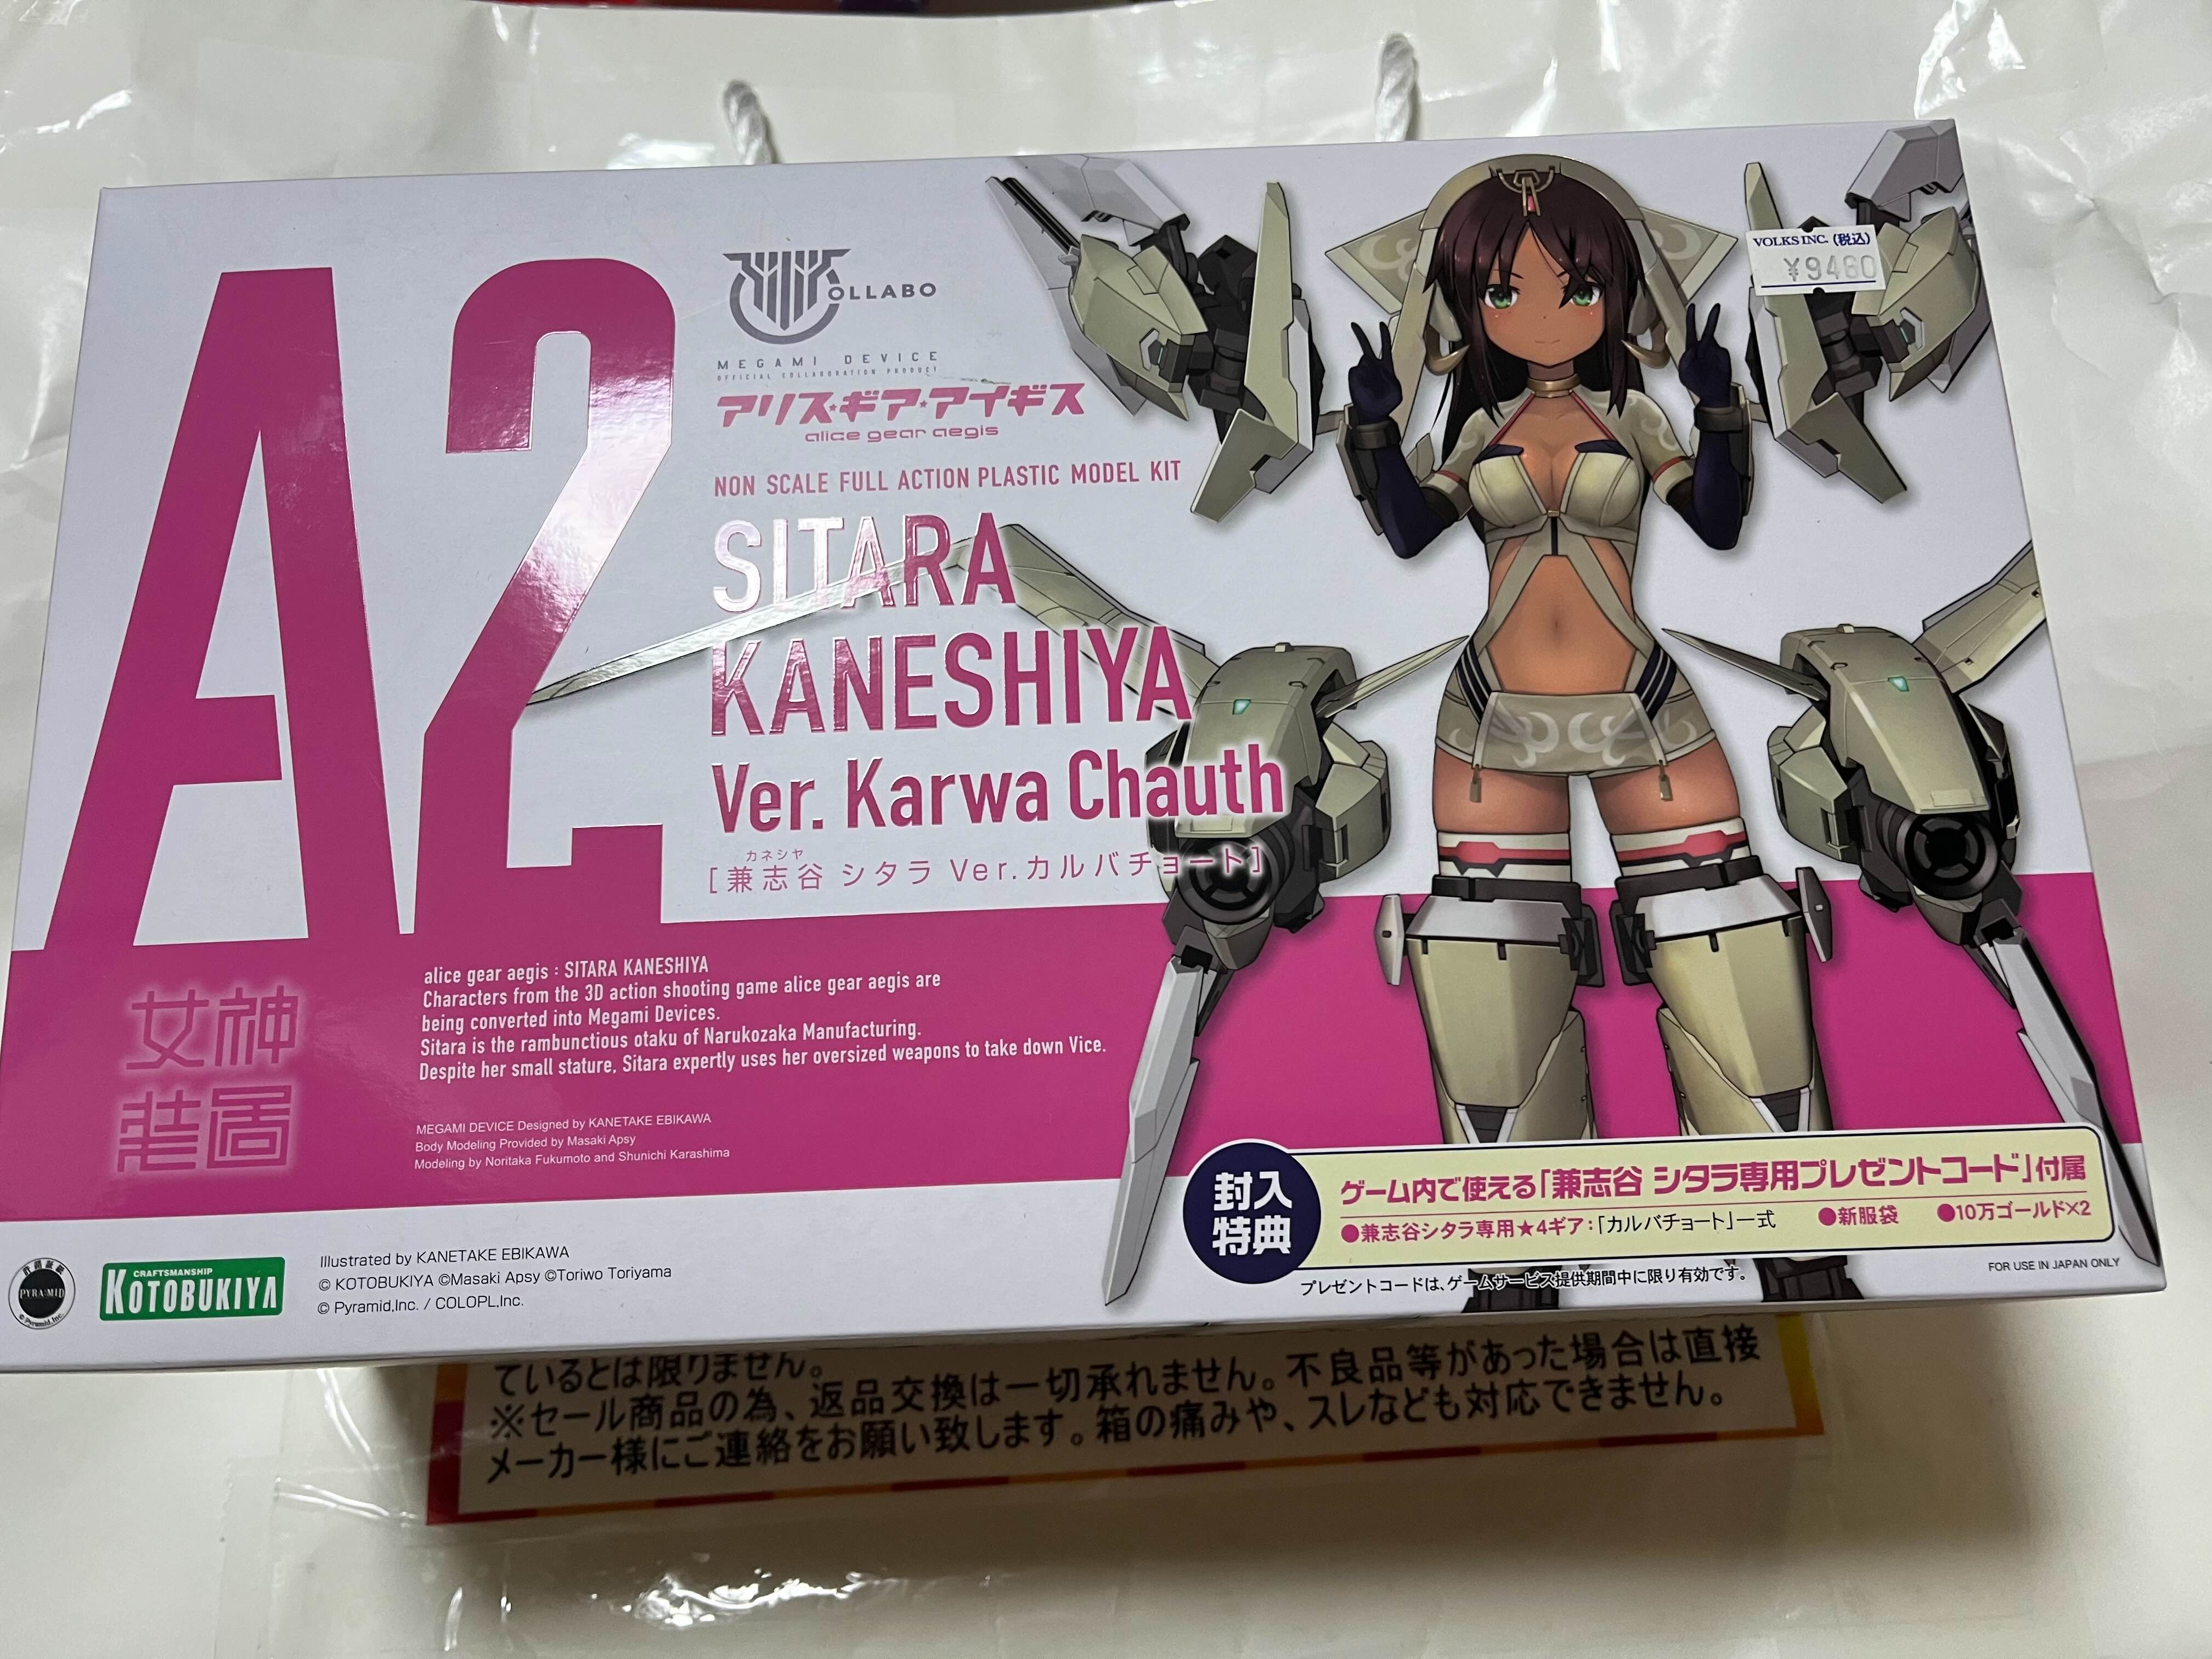 VOLKS INC. (税込)
¥9460
A2
OLLABO
MEGAMI DEVICE
OFFICIAL COLLABORATION PRODUCT
アリス★ギア★アイギス
alice gear aegis
NON SCALE FULL ACTION PLASTIC MODEL KIT
SITARA
KANESHIYA
Ver. Karwa Chauth
カネシヤ
[兼志谷 シタラ Ver.カルバチョート]
女神
装置
alice gear aegis : SITARA KANESHIYA
Characters from the 3D action shooting game alice gear aegis are
being converted into Megami Devices.
Sitara is the rambunctious otaku of Narukozaka Manufacturing.
Despite her small stature, Sitara expertly uses her oversized weapons to take down Vice.
MEGAMI DEVICE Designed by KANETAKE EBIKAWA
Body Modeling Provided by Masaki Apsy
Modeling by Noritaka Fukumoto and Shunichi Karashima
封入
特典
ゲーム内で使える「兼志谷 シタラ専用プレゼントコード」付属
●兼志谷シタラ専用★4ギア:「カルバチョート」一式 ●新服袋 ●10万ゴールド×2
プレゼントコードは、ゲームサービス提供期間中に限り有効です。
FOR USE IN JAPAN ONLY
PYRAMID
© Pyramid,Inc.
CRAFTSMANSHIP
KOTOBUKIYA
Illustrated by KANETAKE EBIKAWA
© KOTOBUKIYA ©Masaki Apsy ©Toriwo Toriyama
© Pyramid,Inc. / COLOPL,Inc.
ているとは限りません。
※セール商品の為、返品交換は一切承れません。不良品等があった場合は直接
メーカー様にご連絡をお願い致します。箱の痛みや、スレなども対応できません。